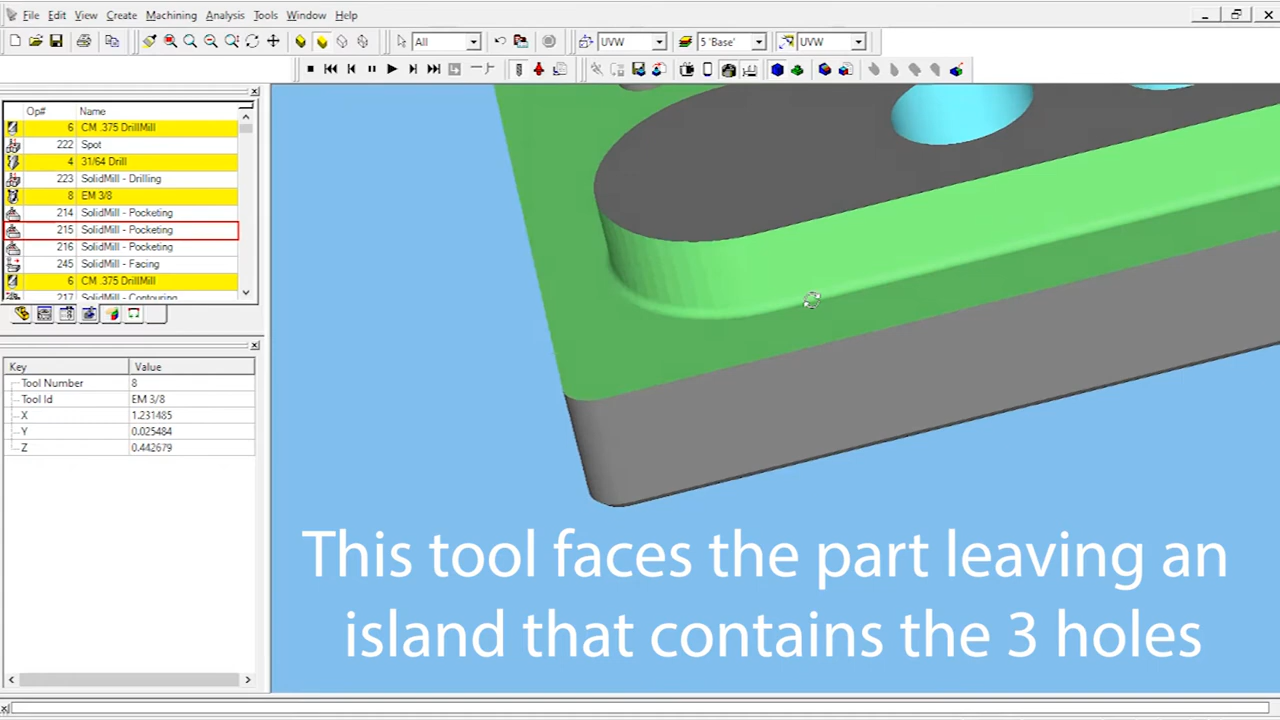 File Edit View Create Machining Analysis Tools Window Help
All UVW 5 'Base' UVW
Op# Name
6 CM .375 DrillMill
222 Spot
4 31/64 Drill
223 SolidMill - Drilling
8 EM 3/8
214 SolidMill - Pocketing
215 SolidMill - Pocketing
216 SolidMill - Pocketing
245 SolidMill - Facing
6 CM .375 DrillMill
217 SolidMill - Contouring
Key Value
Tool Number 8
Tool Id EM 3/8
X 1.231485
Y 0.025484
Z 0.442679
This tool faces the part leaving an
island that contains the 3 holes